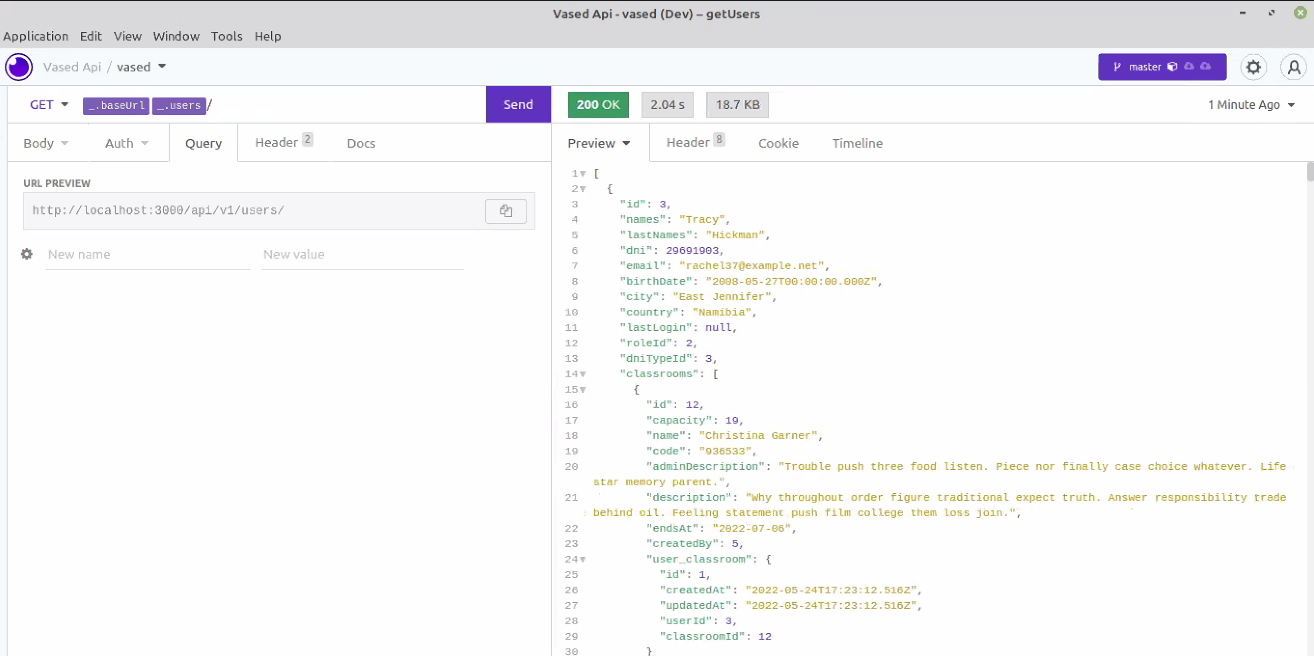 Vased Api - vased (Dev) – getUsers
Application Edit View Window Tools Help
Vased Api / vased
master
GET _.baseUrl _.users /
Send
200 OK 2.04 s 18.7 KB
1 Minute Ago
Body Auth Query Header 2 Docs
Preview Header 8 Cookie Timeline
URL PREVIEW
http://localhost:3000/api/v1/users/
New name New value
1 [
2 {
3 "id": 3,
4 "names": "Tracy",
5 "lastNames": "Hickman",
6 "dni": 29691903,
7 "email": "rachel37@example.net",
8 "birthDate": "2008-05-27T00:00:00.000Z",
9 "city": "East Jennifer",
10 "country": "Namibia",
11 "lastLogin": null,
12 "roleId": 2,
13 "dniTypeId": 3,
14 "classrooms": [
15 {
16 "id": 12,
17 "capacity": 19,
18 "name": "Christina Garner",
19 "code": "936533",
20 "adminDescription": "Trouble push three food listen. Piece nor finally case choice whatever. Life
star memory parent.",
21 "description": "Why throughout order figure traditional expect truth. Answer responsibility trade
behind oil. Feeling statement push film college them loss join.",
22 "endsAt": "2022-07-06",
23 "createdBy": 5,
24 "user_classroom": {
25 "id": 1,
26 "createdAt": "2022-05-24T17:23:12.516Z",
27 "updatedAt": "2022-05-24T17:23:12.516Z",
28 "userId": 3,
29 "classroomId": 12
30 }